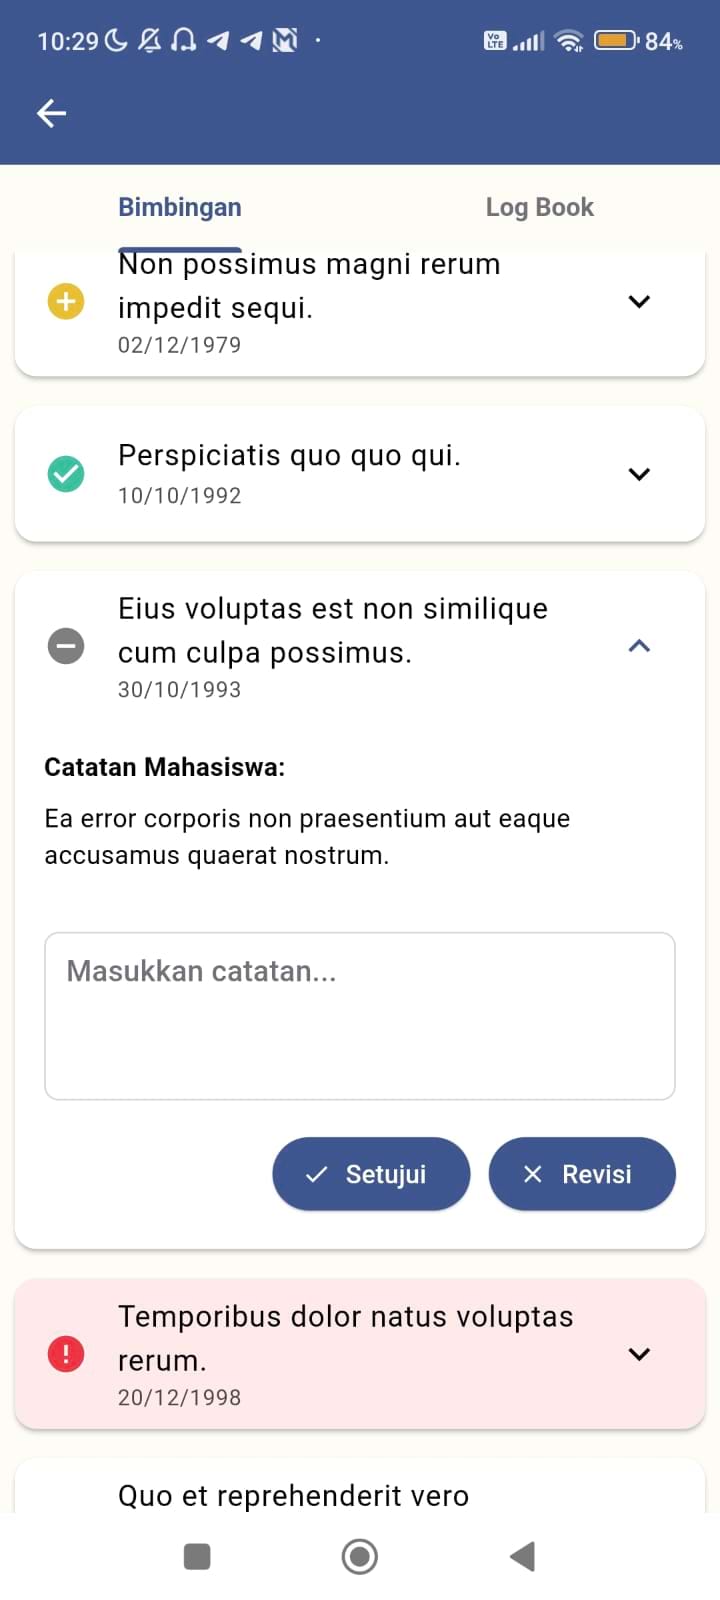 10:29
Vo LTE
84%
Bimbingan
Log Book
Non possimus magni rerum
impedit sequi.
02/12/1979
Perspiciatis quo quo qui.
10/10/1992
Eius voluptas est non similique
cum culpa possimus.
30/10/1993
Catatan Mahasiswa:
Ea error corporis non praesentium aut eaque
accusamus quaerat nostrum.
Masukkan catatan...
Setujui
Revisi
Temporibus dolor natus voluptas
rerum.
20/12/1998
Quo et reprehenderit vero